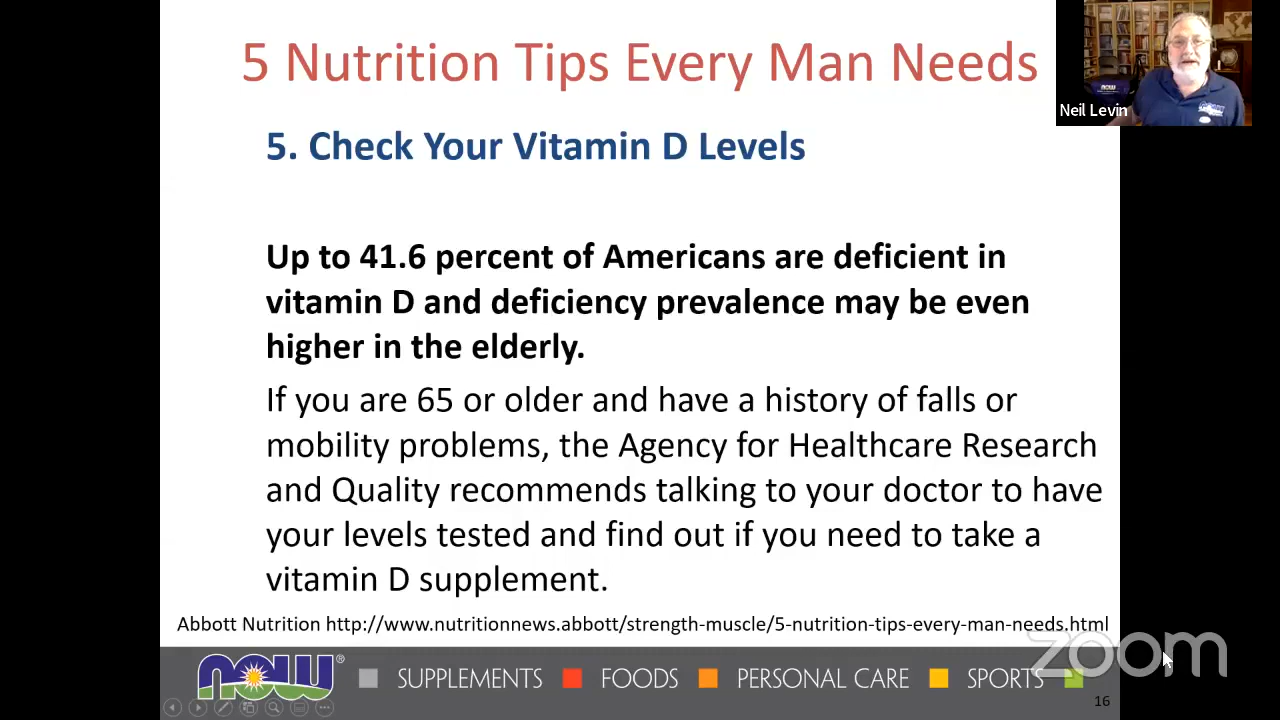 5 Nutrition Tips Every Man Needs
Neil Levin
5. Check Your Vitamin D Levels
Up to 41.6 percent of Americans are deficient in
vitamin D and deficiency prevalence may be even
higher in the elderly.
If you are 65 or older and have a history of falls or
mobility problems, the Agency for Healthcare Research
and Quality recommends talking to your doctor to have
your levels tested and find out if you need to take a
vitamin D supplement.
Abbott Nutrition http://www.nutritionnews.abbott/strength-muscle/5-nutrition-tips-every-man-needs.html
zoom
NOW® SUPPLEMENTS FOODS PERSONAL CARE SPORTS
16